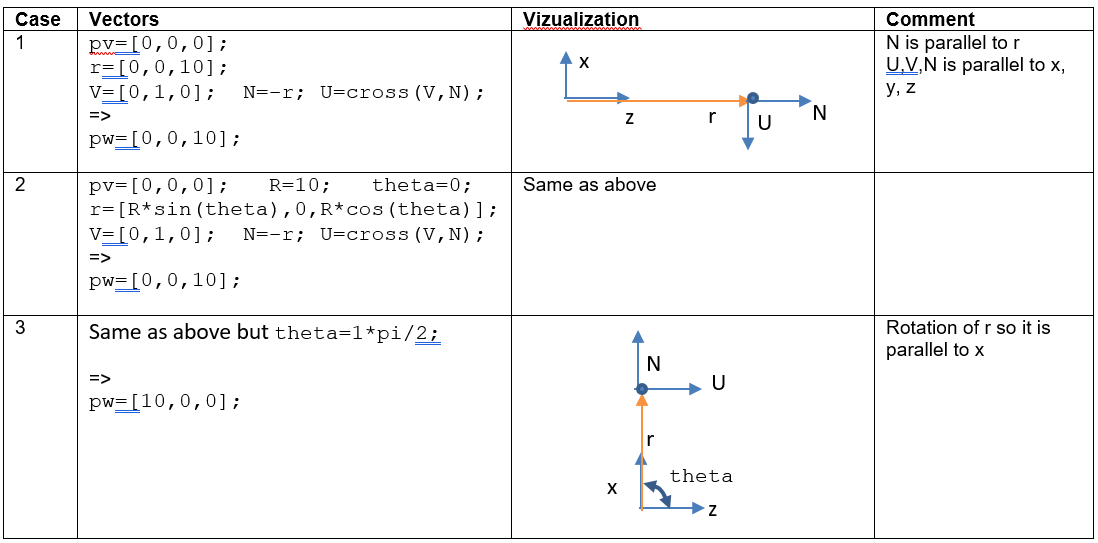 Case Vectors Vizualization Comment
1 pv=[0,0,0];
r=[0,0,10];
V=[0,1,0]; N=-r; U=cross(V,N);
=>
pw=[0,0,10];
x
z
r
U
N
N is parallel to r
U,V,N is parallel to x,
y, z
2 pv=[0,0,0]; R=10; theta=0;
r=[R*sin(theta),0,R*cos(theta)];
V=[0,1,0]; N=-r; U=cross(V,N);
=>
pw=[0,0,10];
Same as above
3 Same as above but theta=1*pi/2;
=>
pw=[10,0,0];
N
U
r
theta
x
z
Rotation of r so it is
parallel to x